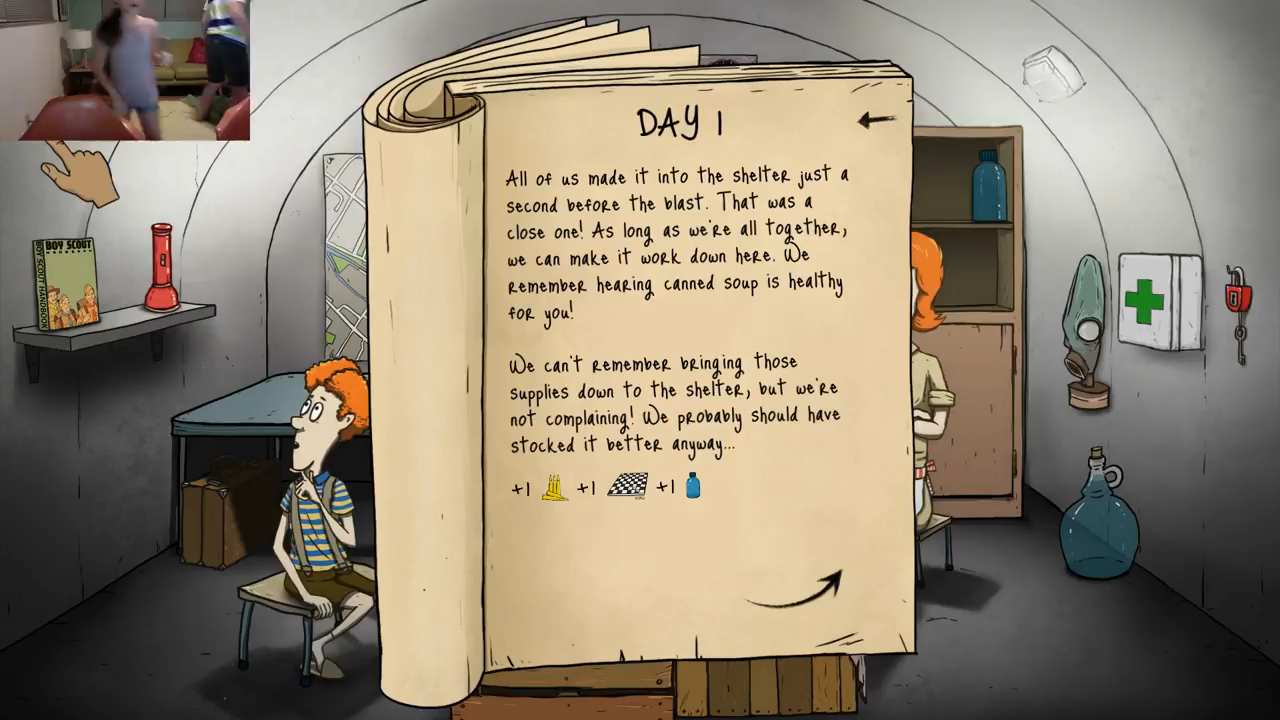 DAY 1
All of us made it into the shelter just a
second before the blast. That was a
close one! As long as we're all together,
we can make it work down here. We
remember hearing canned soup is healthy
for you!
We can't remember bringing those
supplies down to the shelter, but we're
not complaining! We probably should have
stocked it better anyway...
+1 +1 +1
BOY SCOUT
BOY SCOUT HANDBOOK